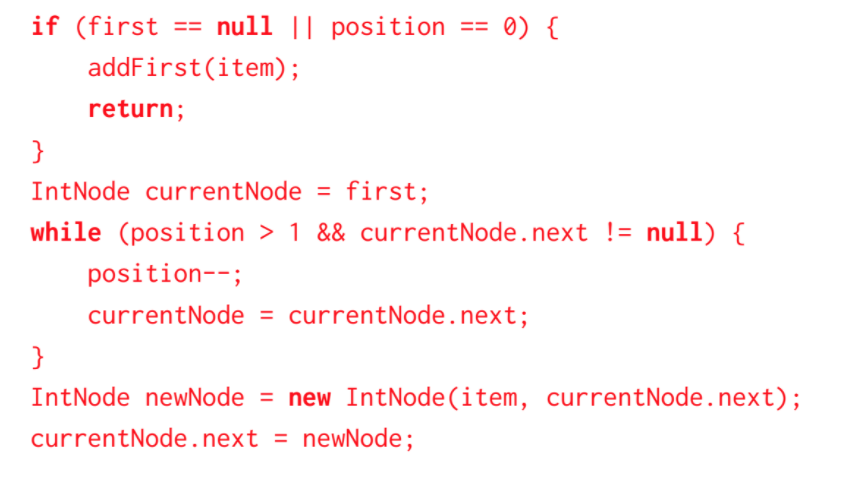 if (first == null || position == 0) {
    addFirst(item);
    return;
}
IntNode currentNode = first;
while (position > 1 && currentNode.next != null) {
    position--;
    currentNode = currentNode.next;
}
IntNode newNode = new IntNode(item, currentNode.next);
currentNode.next = newNode;